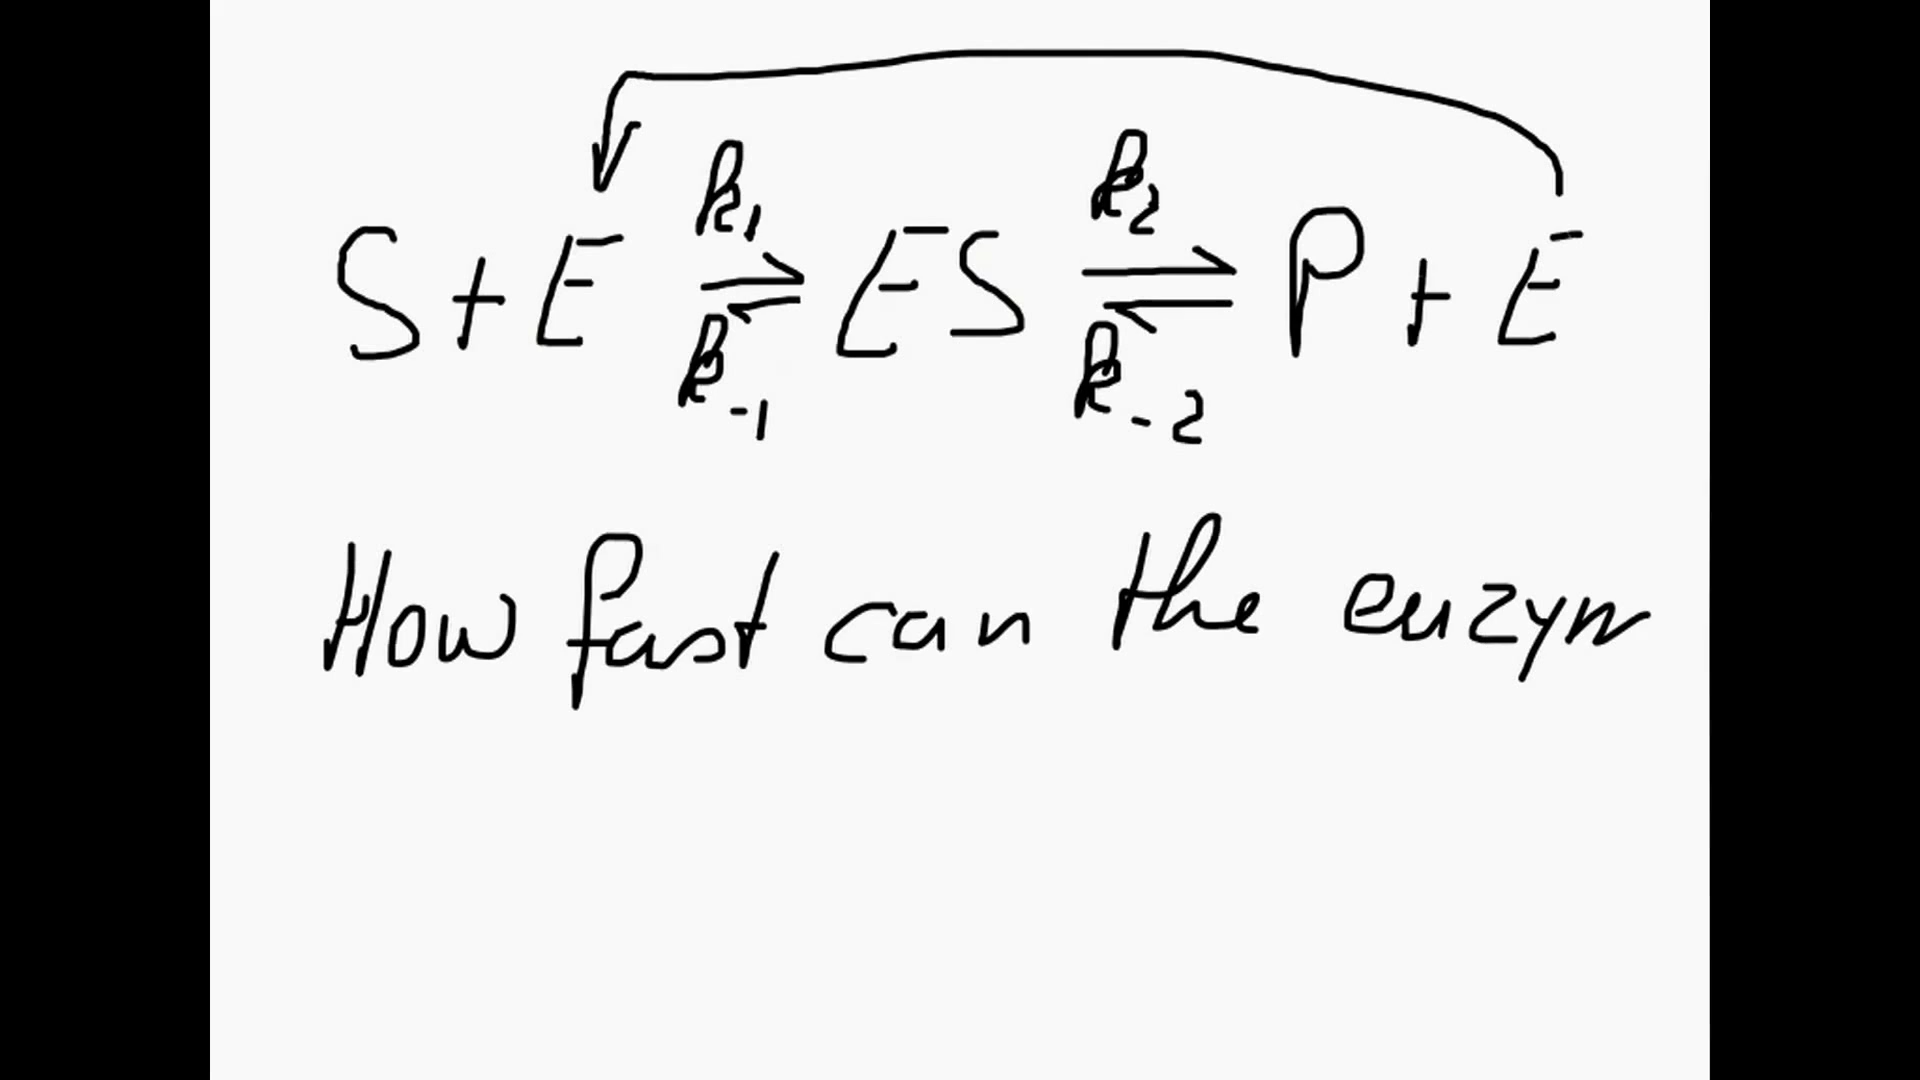 S + E k₁ ⇌ k₋₁ ES k₂ ⇌ k₋₂ P + E
How fast can the enzym